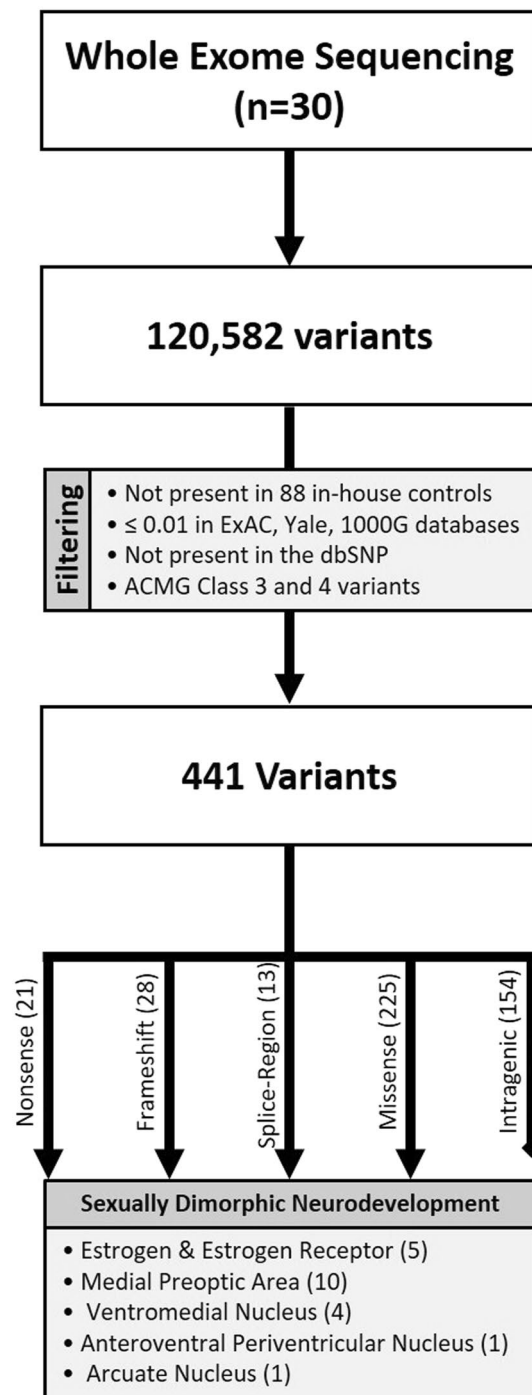 Whole Exome Sequencing
(n=30)
120,582 variants
Filtering
• Not present in 88 in-house controls
• ≤ 0.01 in ExAC, Yale, 1000G databases
• Not present in the dbSNP
• ACMG Class 3 and 4 variants
441 Variants
Nonsense (21)
Frameshift (28)
Splice-Region (13)
Missense (225)
Intragenic (154)
Sexually Dimorphic Neurodevelopment
• Estrogen & Estrogen Receptor (5)
• Medial Preoptic Area (10)
• Ventromedial Nucleus (4)
• Anteroventral Periventricular Nucleus (1)
• Arcuate Nucleus (1)